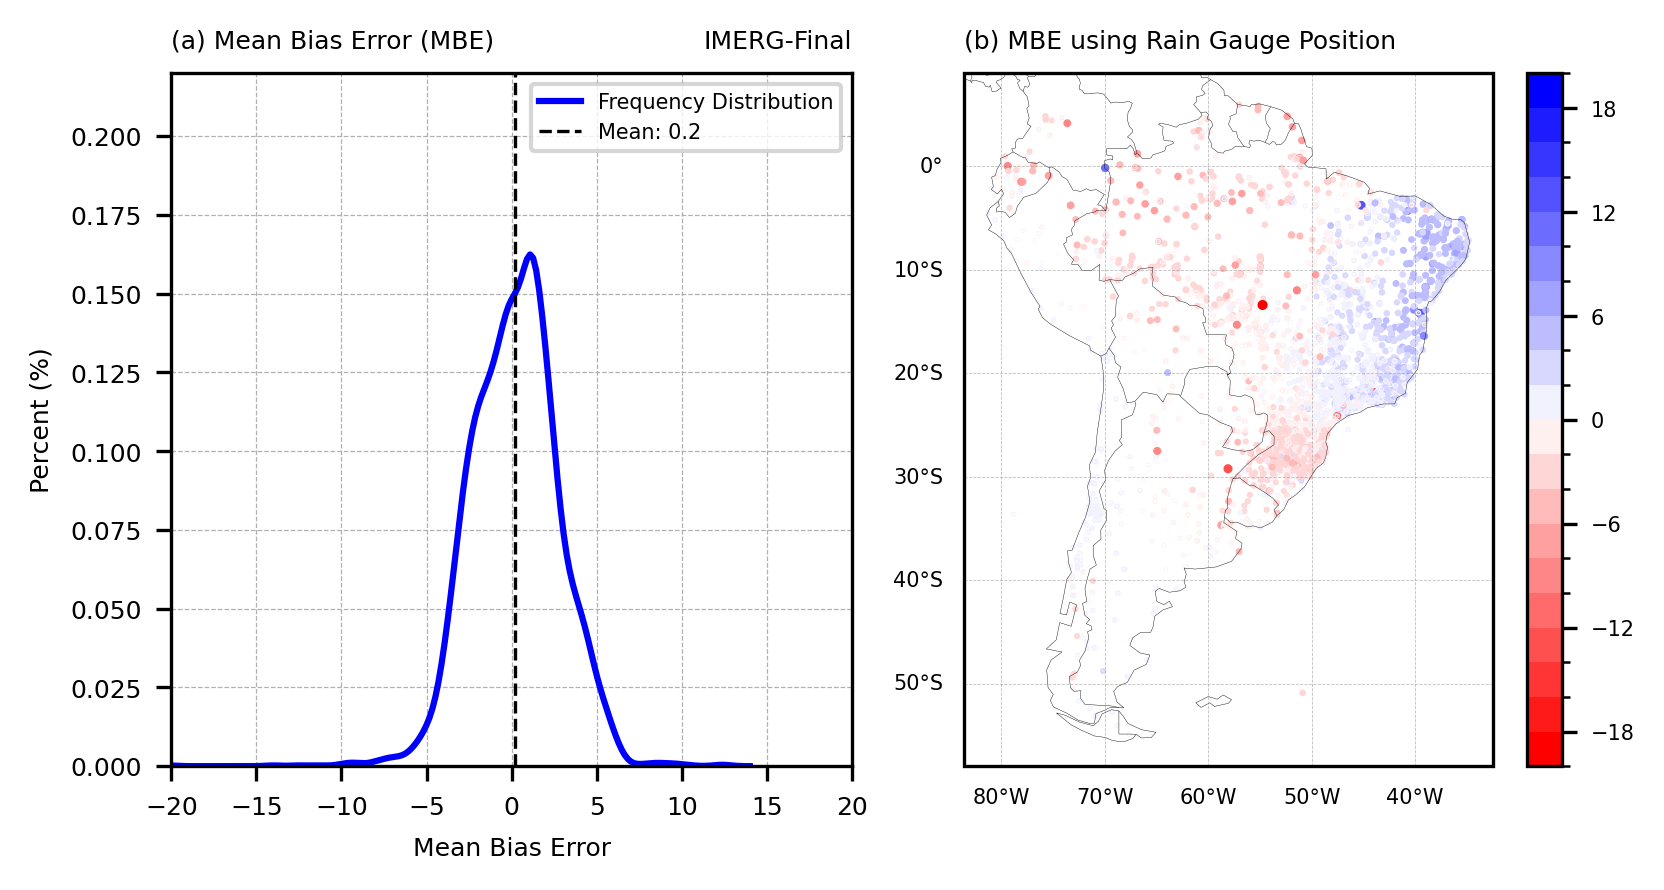 (a) Mean Bias Error (MBE) IMERG-Final
Frequency Distribution
Mean: 0.2
0.200
0.175
0.150
0.125
0.100
0.075
0.050
0.025
0.000
Percent (%)
−20 −15 −10 −5 0 5 10 15 20
Mean Bias Error
(b) MBE using Rain Gauge Position
0°
10°S
20°S
30°S
40°S
50°S
80°W 70°W 60°W 50°W 40°W
18
12
6
0
−6
−12
−18